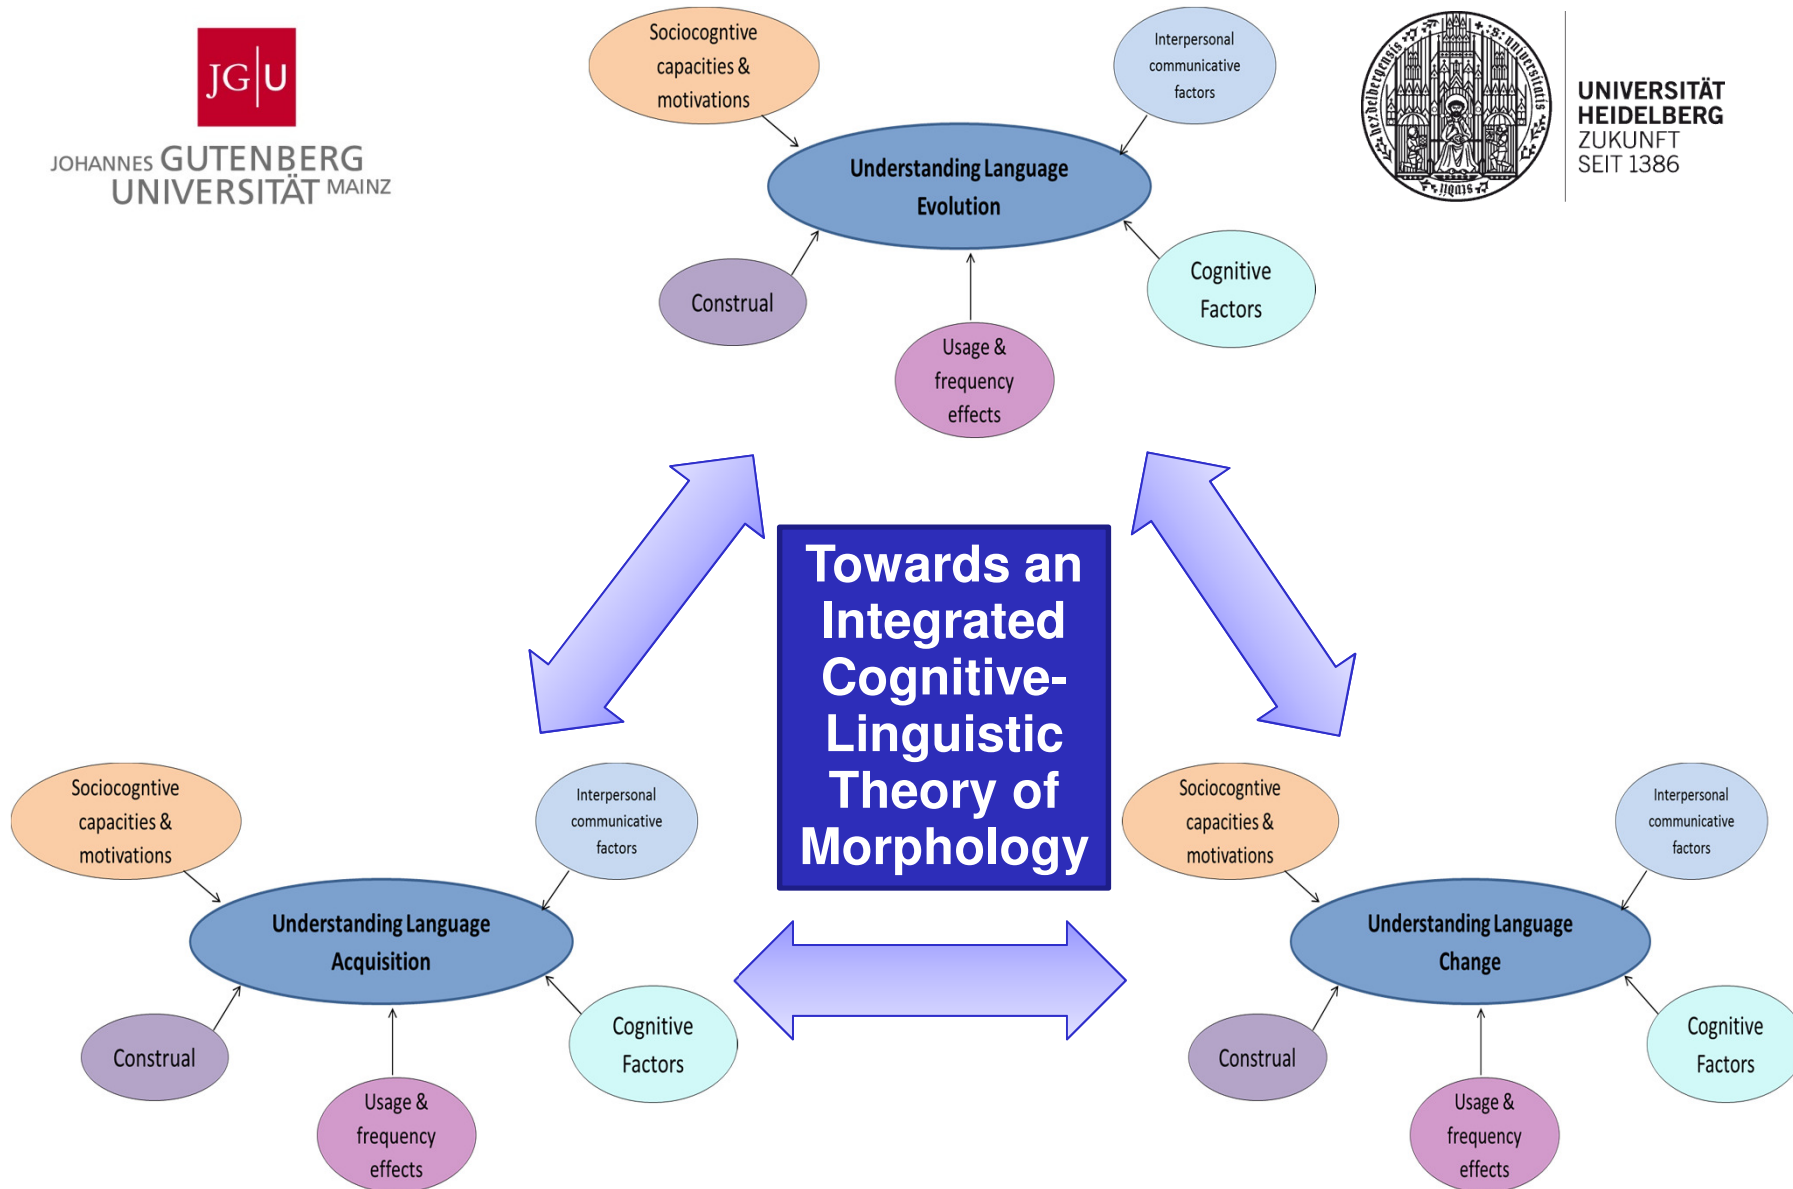 JG|U
JOHANNES GUTENBERG
UNIVERSITÄT MAINZ
Sociocogntive
capacities &
motivations
Interpersonal
communicative
factors
UNIVERSITÄT
HEIDELBERG
ZUKUNFT
SEIT 1386
Understanding Language
Evolution
Construal
Usage &
frequency
effects
Cognitive
Factors
Towards an
Integrated
Cognitive-
Linguistic
Theory of
Morphology
Sociocogntive
capacities &
motivations
Interpersonal
communicative
factors
Understanding Language
Acquisition
Construal
Usage &
frequency
effects
Cognitive
Factors
Sociocogntive
capacities &
motivations
Interpersonal
communicative
factors
Understanding Language
Change
Construal
Usage &
frequency
effects
Cognitive
Factors